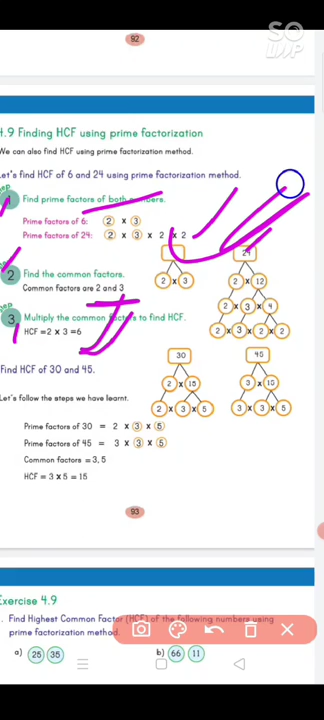 92
SO
LOOP
4.9 Finding HCF using prime factorization
We can also find HCF using prime factorization method.
Let's find HCF of 6 and 24 using prime factorization method.
step
1 Find prime factors of both numbers.
Prime factors of 6: 2 x 3
Prime factors of 24: 2 x 3 x 2 x 2
24
2 x 3
2 x 12
2 x 3 x 4
2 x 3 x 2 x 2
2 Find the common factors.
Common factors are 2 and 3
3 Multiply the common factors to find HCF.
HCF = 2 x 3 = 6
Find HCF of 30 and 45.
30
2 x 15
2 x 3 x 5
45
3 x 15
3 x 3 x 5
Let's follow the steps we have learnt.
Prime factors of 30 = 2 x 3 x 5
Prime factors of 45 = 3 x 3 x 5
Common factors = 3, 5
HCF = 3 x 5 = 15
93
Exercise 4.9
. Find Highest Common Factor (HCF) of the following numbers using
prime factorization method.
a) 25 35
b) 66 11